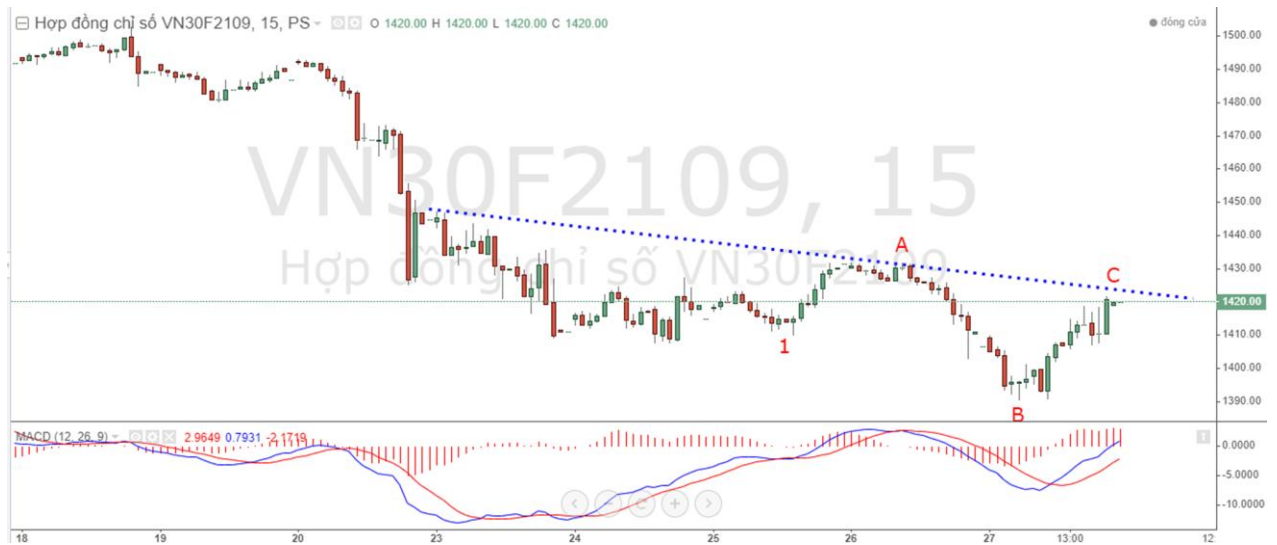 Hợp đồng chỉ số VN30F2109, 15, PS O 1420.00 H 1420.00 L 1420.00 C 1420.00
đóng cửa
1500.00
1490.00
1480.00
1470.00
1460.00
VN30F2109, 15
1450.00
1440.00
A
Hợp đồng chỉ số VN30F2109
1430.00
C
1420.00
1410.00
1
1400.00
1390.00
B
MACD (12, 26, 9) 2.9649 0.7931 -2.1719
T
0.0000
-5.0000
-10.0000
18 19 20 23 24 25 26 27 13:00 12: